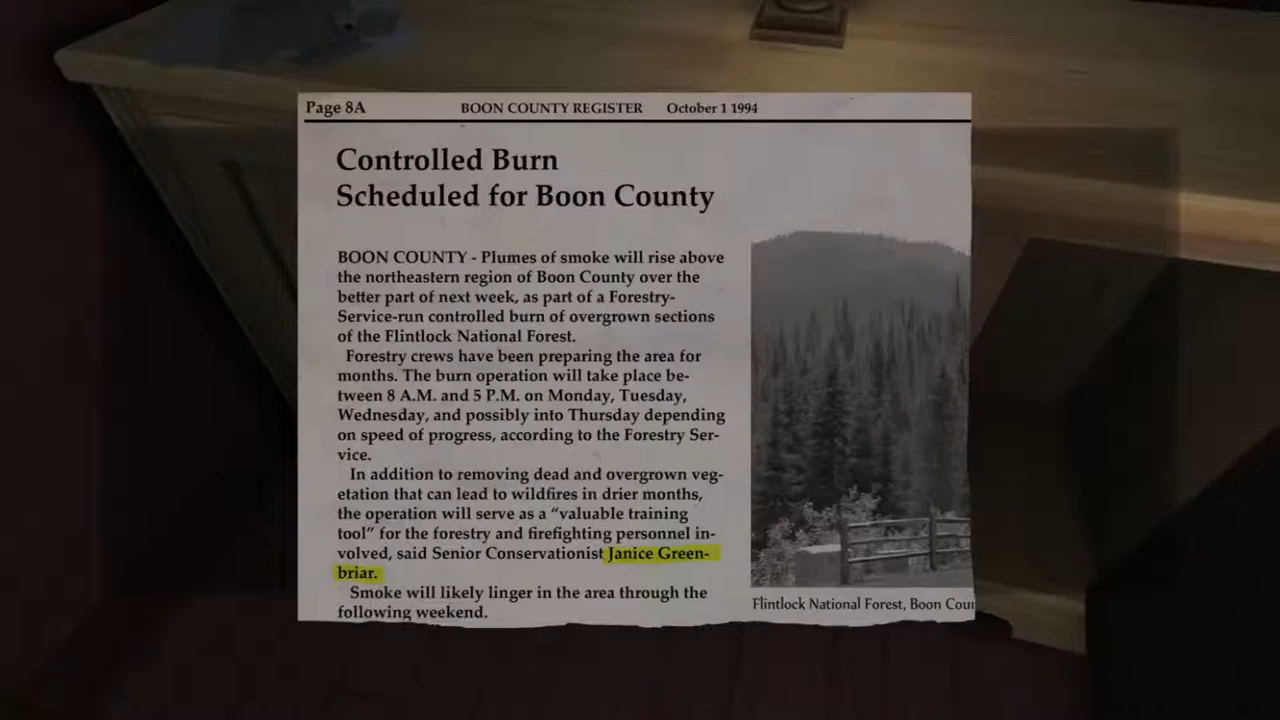 Page 8A BOON COUNTY REGISTER October 1 1994
Controlled Burn
Scheduled for Boon County
BOON COUNTY - Plumes of smoke will rise above
the northeastern region of Boon County over the
better part of next week, as part of a Forestry-
Service-run controlled burn of overgrown sections
of the Flintlock National Forest.
Forestry crews have been preparing the area for
months. The burn operation will take place be-
tween 8 A.M. and 5 P.M. on Monday, Tuesday,
Wednesday, and possibly into Thursday depending
on speed of progress, according to the Forestry Ser-
vice.
In addition to removing dead and overgrown veg-
etation that can lead to wildfires in drier months,
the operation will serve as a “valuable training
tool” for the forestry and firefighting personnel in-
volved, said Senior Conservationist Janice Green-
briar.
Smoke will likely linger in the area through the
following weekend.
Flintlock National Forest, Boon Cou